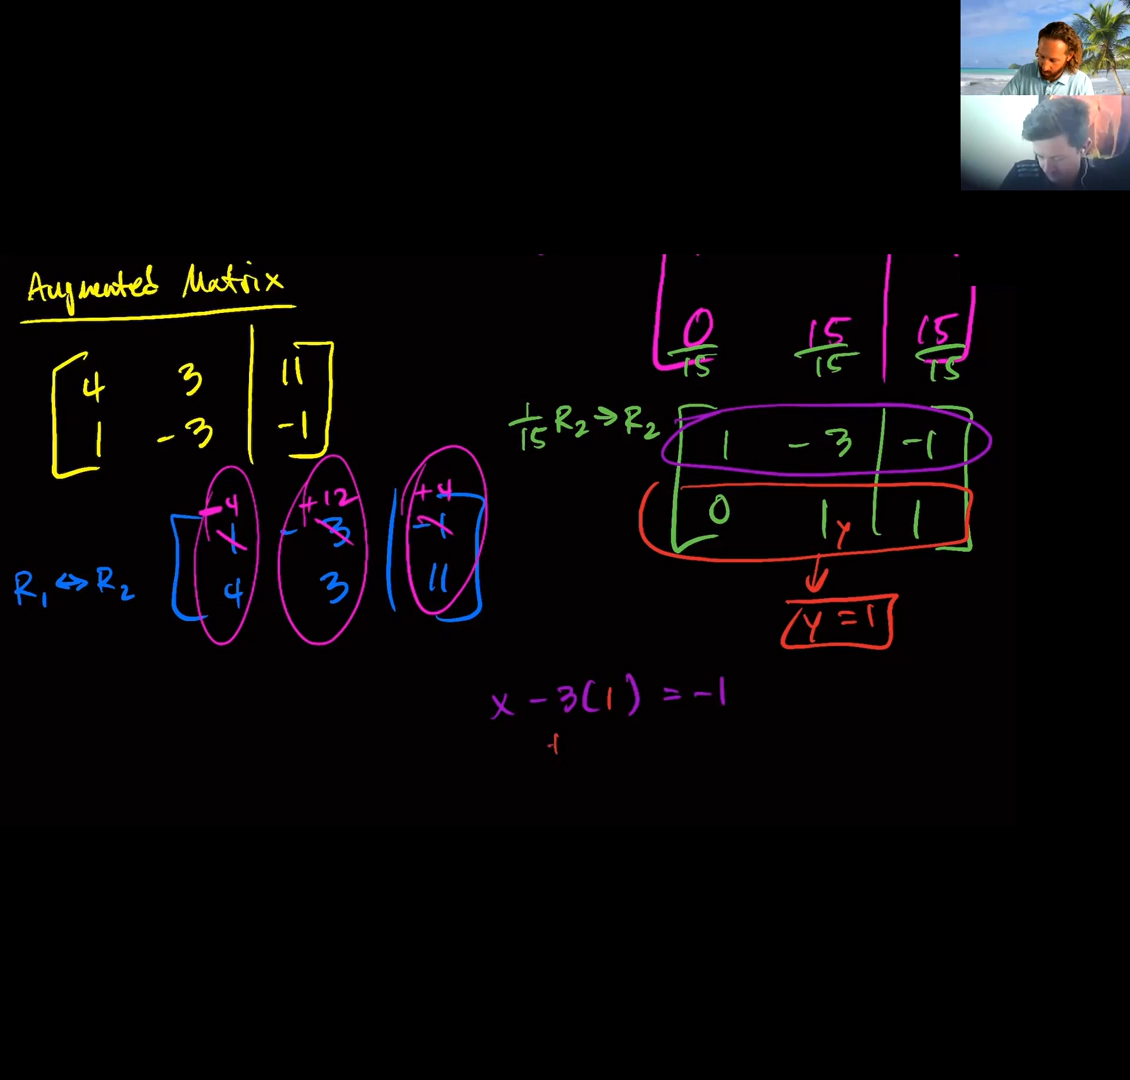 Augmented Matrix
4 3 | 11
1 -3 | -1
-4 +12 +4
R₁ ↔ R₂ 1 -3 | -1
4 3 | 11
0/15 15/15 | 15/15
1/15 R₂ → R₂ 1 -3 | -1
0 1y | 1
y = 1
x - 3(1) = -1
+